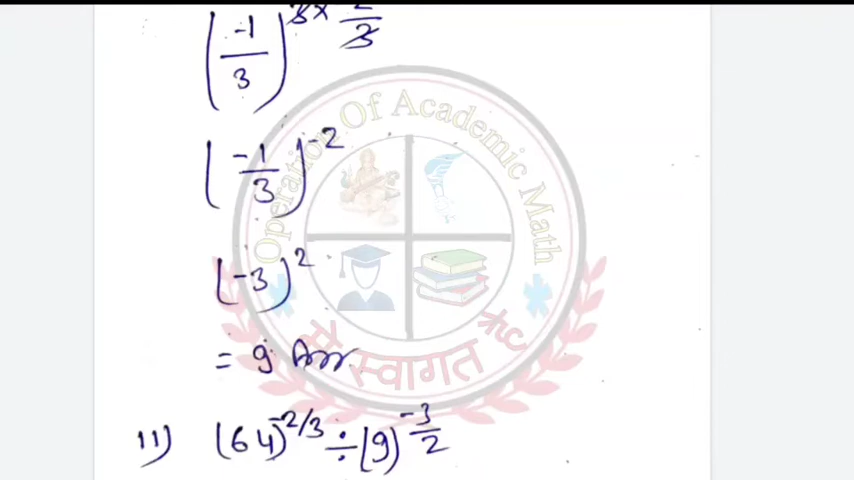 (-1/3)^3×2/3
(-1/3)^-2
(-3)^2
= 9 Ans
11) (64)^-2/3 ÷ (9)^-3/2
Operation Of Academic Math
स्वागत